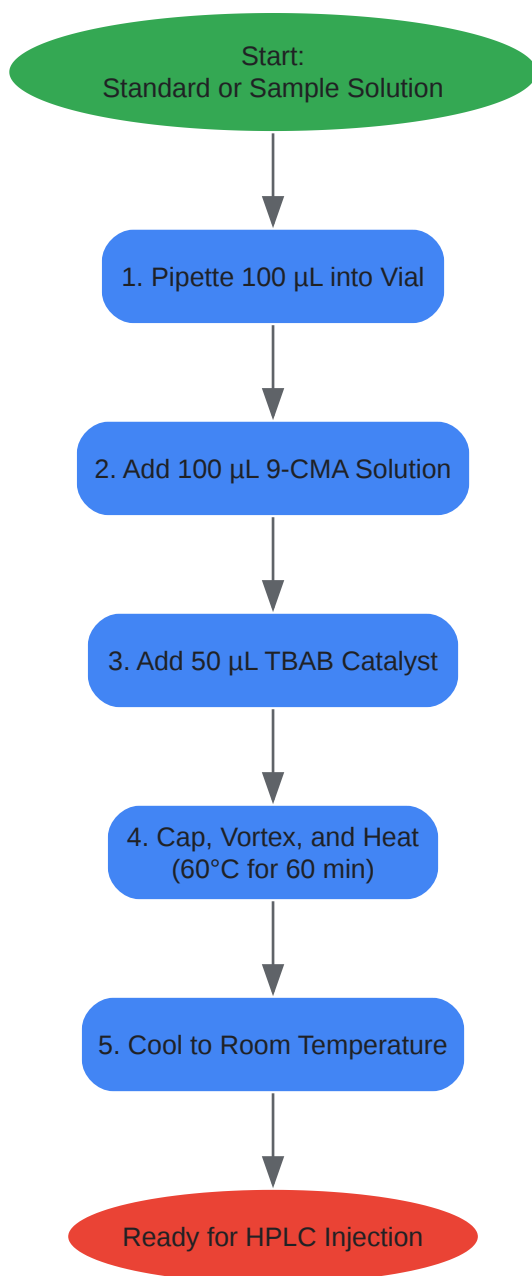 Start:
Standard or Sample Solution
1. Pipette 100 µL into Vial
2. Add 100 µL 9-CMA Solution
3. Add 50 µL TBAB Catalyst
4. Cap, Vortex, and Heat
(60°C for 60 min)
5. Cool to Room Temperature
Ready for HPLC Injection